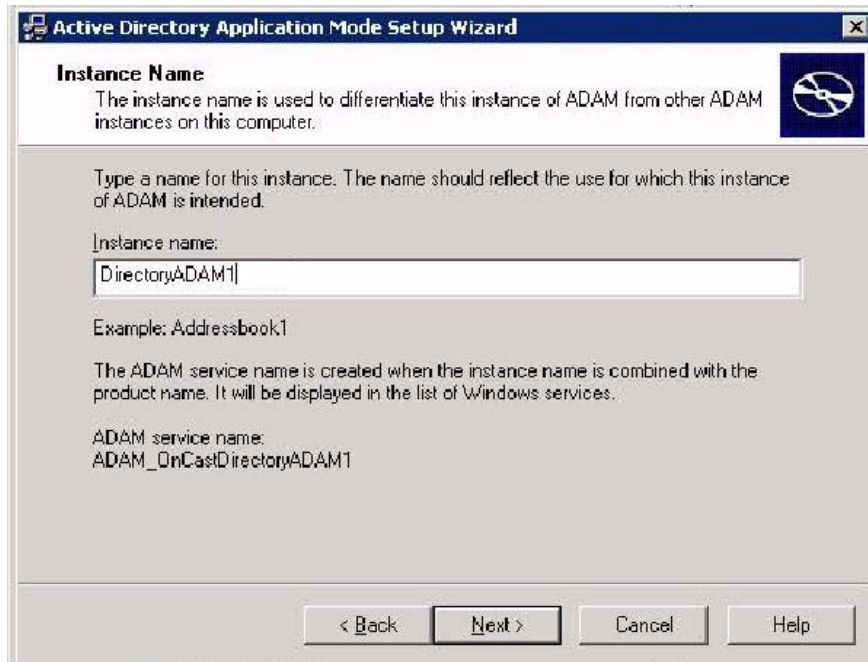 Active Directory Application Mode Setup Wizard
Instance Name
The instance name is used to differentiate this instance of ADAM from other ADAM
instances on this computer.
Type a name for this instance. The name should reflect the use for which this instance
of ADAM is intended.
Instance name:
DirectoryADAM1
Example: Addressbook1
The ADAM service name is created when the instance name is combined with the
product name. It will be displayed in the list of Windows services.
ADAM service name:
ADAM_OnCastDirectoryADAM1
< Back Next > Cancel Help